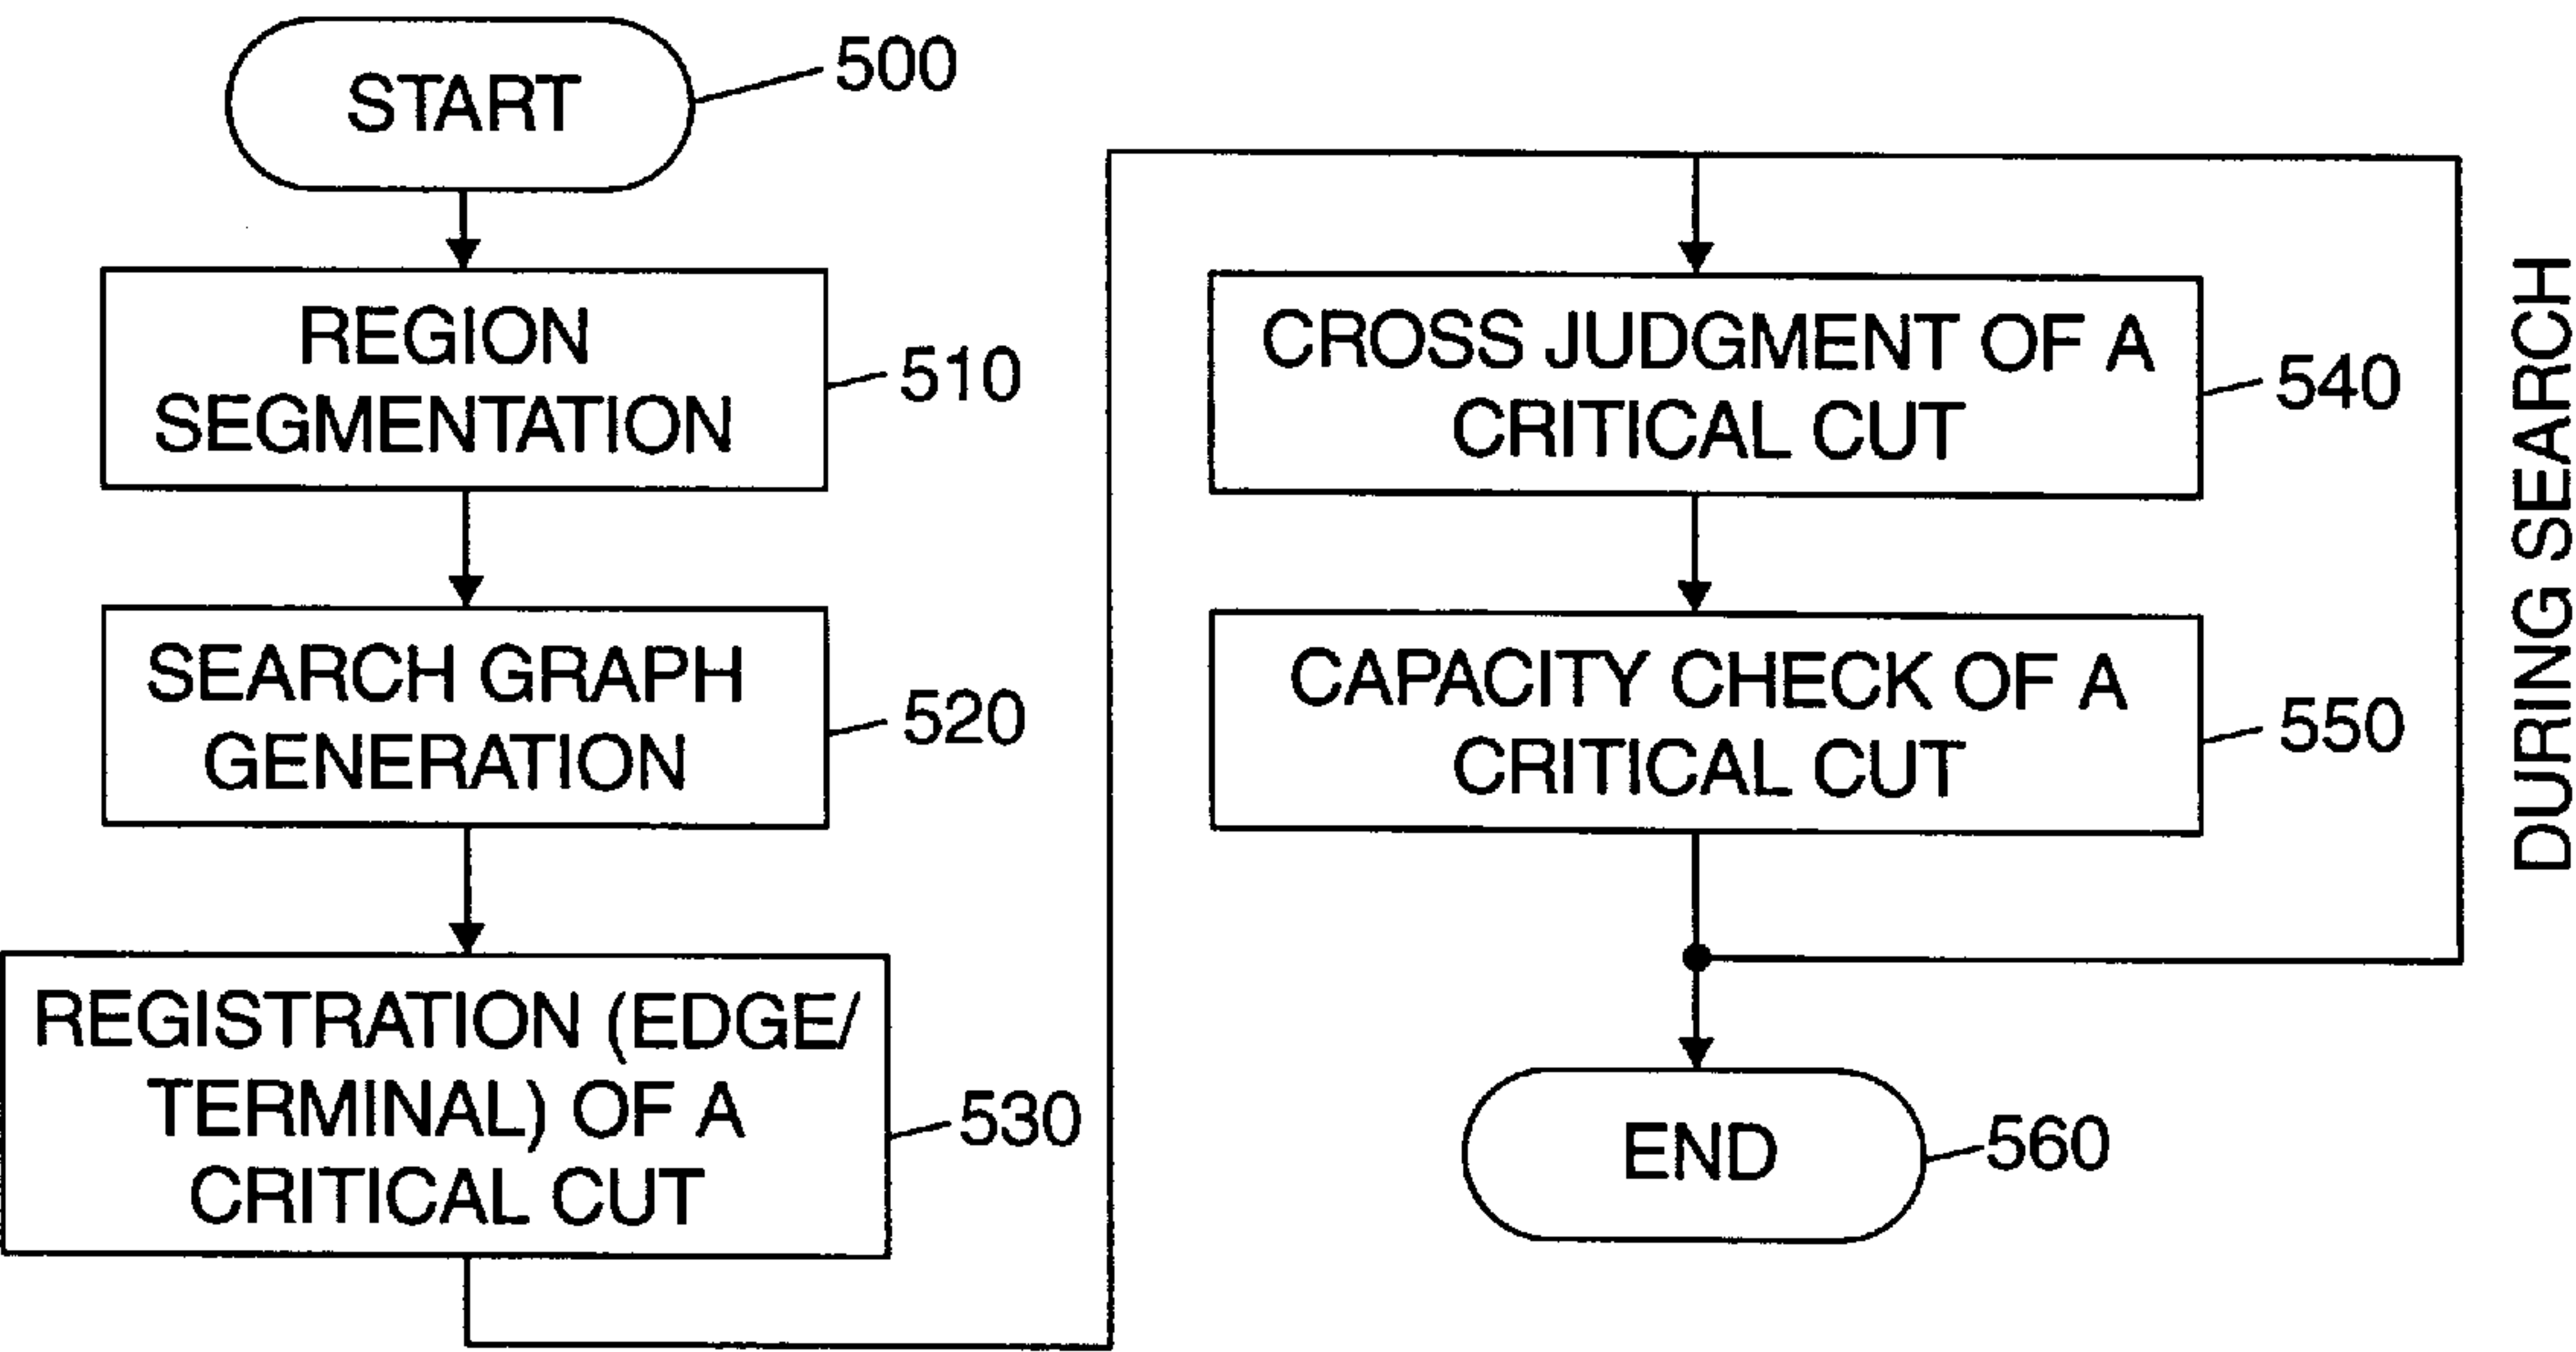 START
500
REGION
SEGMENTATION
510
SEARCH GRAPH
GENERATION
520
REGISTRATION (EDGE/
TERMINAL) OF A
CRITICAL CUT
530
CROSS JUDGMENT OF A
CRITICAL CUT
540
CAPACITY CHECK OF A
CRITICAL CUT
550
END
560
DURING SEARCH